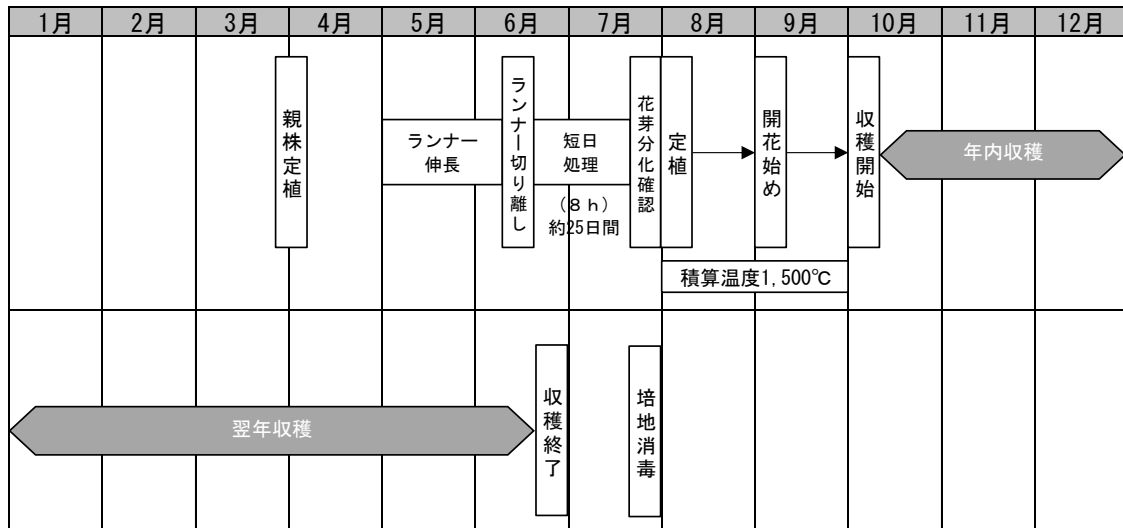 1月 2月 3月 4月 5月 6月 7月 8月 9月 10月 11月 12月
親株定植
ランナー
伸長
ランナー切り離し
短日
処理
(8h)
約25日間
花芽分化確認
定植
開花始め
収穫開始
年内収穫
積算温度1,500℃
翌年収穫
収穫終了
培地消毒